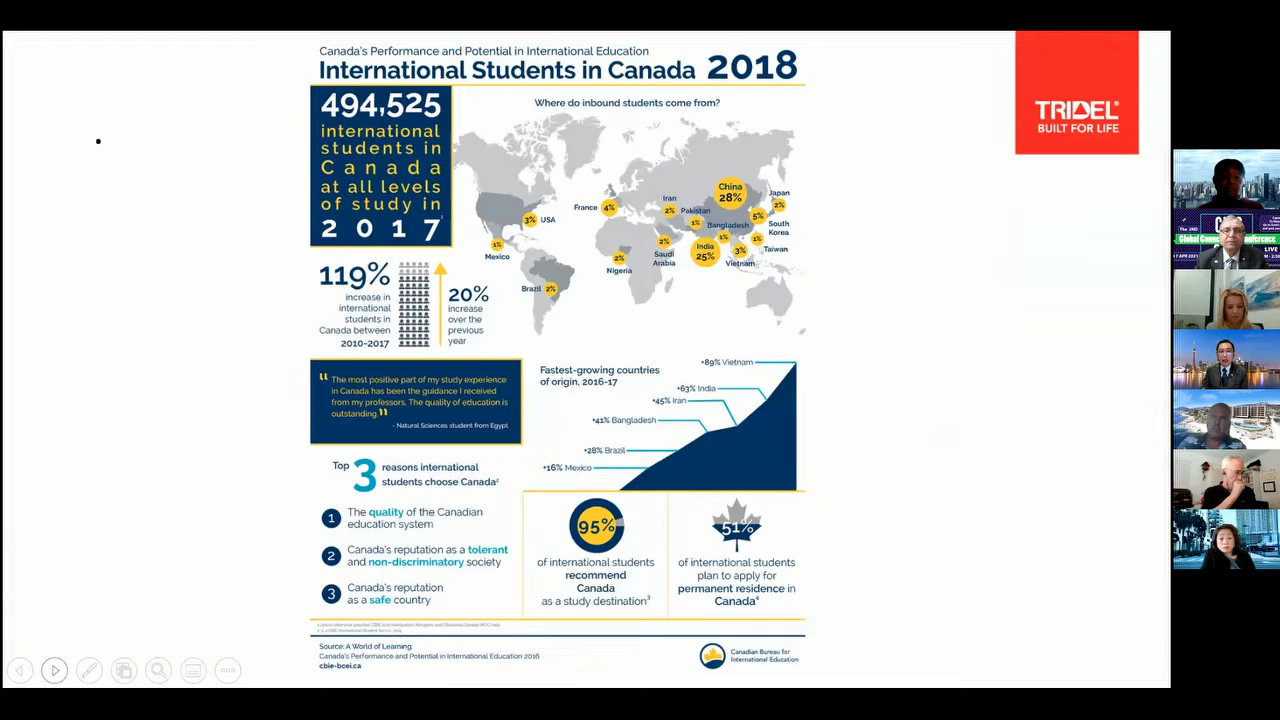 Canada's Performance and Potential in International Education
International Students in Canada 2018
TRIDEL®
BUILT FOR LIFE
494,525
international
students in
Canada
at all levels
of study in
2017¹
Where do inbound students come from?
China
28%
Japan
2%
Iran
2%
Pakistan
1%
France
4%
3% USA
5%
South
Korea
Bangladesh
1%
1%
Taiwan
India
25%
3%
Vietnam
2%
Saudi
Arabia
1%
Mexico
2%
Nigeria
Brazil 2%
119%
increase in
international
students in
Canada between
2010-2017
20%
increase
over the
previous
year
"The most positive part of my study experience
in Canada has been the guidance I received
from my professors. The quality of education is
outstanding."
- Natural Sciences student from Egypt
Fastest-growing countries
of origin, 2016-17
+89% Vietnam
+63% India
+45% Iran
+41% Bangladesh
+28% Brazil
+16% Mexico
Top 3 reasons international
students choose Canada²
1 The quality of the Canadian
education system
2 Canada's reputation as a tolerant
and non-discriminatory society
3 Canada's reputation
as a safe country
95%
of international students
recommend
Canada
as a study destination³
51%
of international students
plan to apply for
permanent residence in
Canada⁴
Source: A World of Learning:
Canada's Performance and Potential in International Education 2016
cbie-bcei.ca
Canadian Bureau for
International Education
The 2ND
LIVE